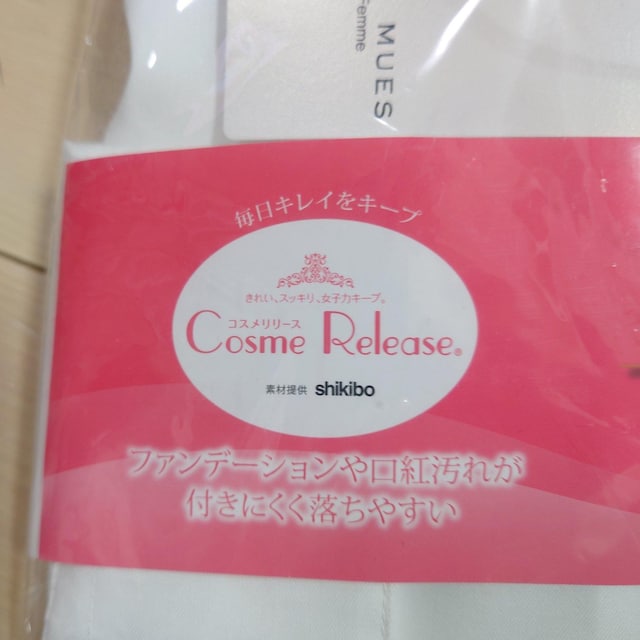 MUES
Femme
毎日キレイをキープ
きれい、スッキリ、女子力キープ。
コスメリリース
Cosme Release®
素材提供 shikibo
ファンデーションや口紅汚れが
付きにくく落ちやすい